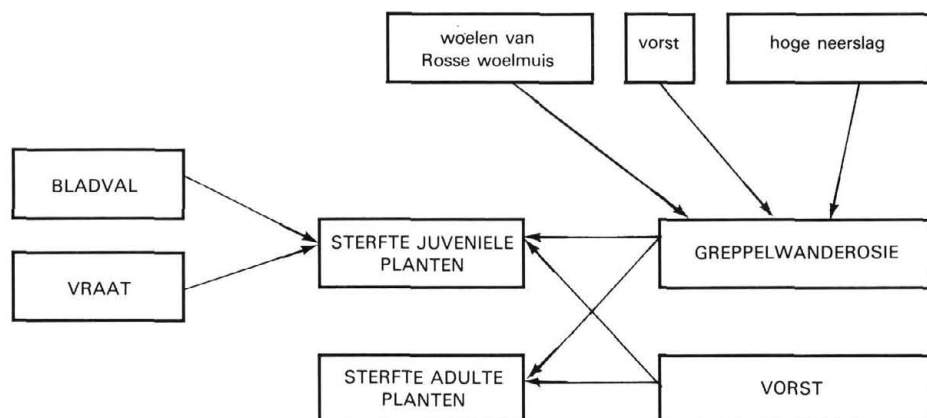 woelen van
Rosse woelmuis
vorst
hoge neerslag
BLADVAL
VRAAT
STERFTE JUVENIELE
PLANTEN
GREPPELWANDEROSIE
STERFTE ADULTE
PLANTEN
VORST